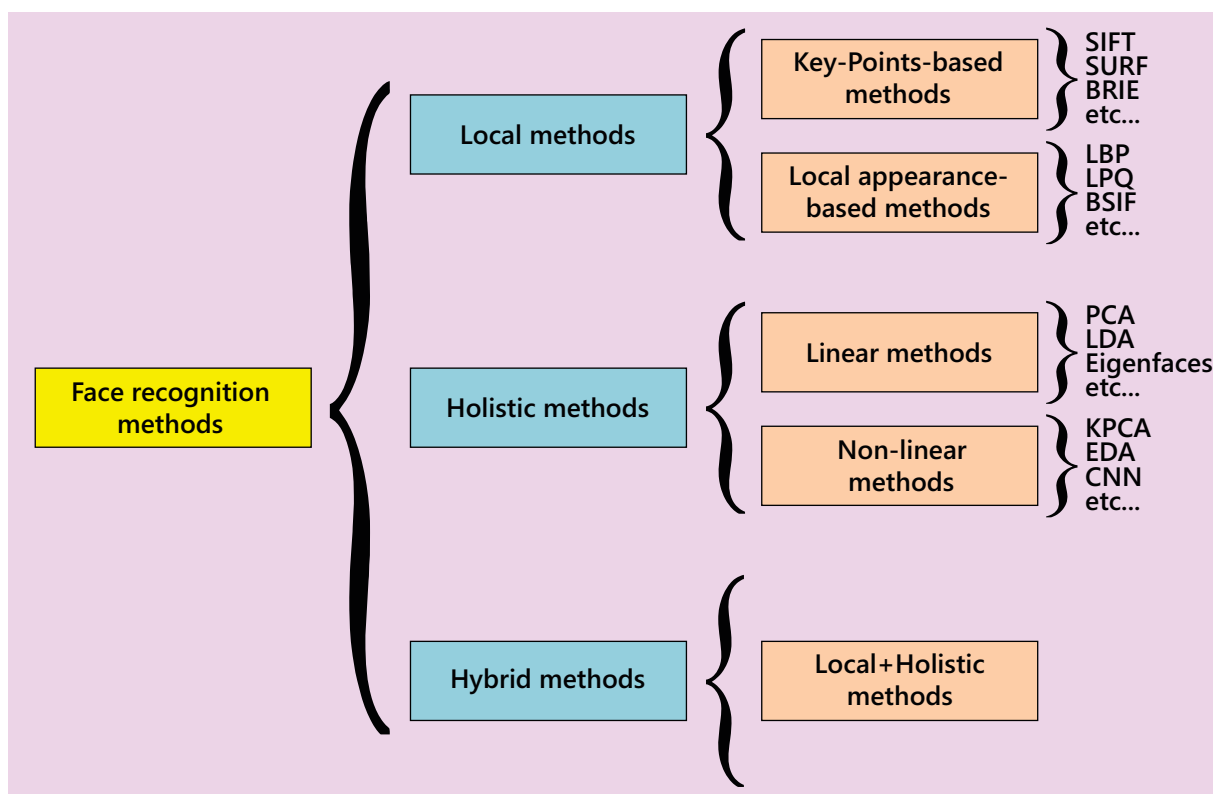 Face recognition
methods
Local methods
Key-Points-based
methods
SIFT
SURF
BRIE
etc...
Local appearance-
based methods
LBP
LPQ
BSIF
etc...
Holistic methods
Linear methods
PCA
LDA
Eigenfaces
etc...
Non-linear
methods
KPCA
EDA
CNN
etc...
Hybrid methods
Local+Holistic
methods